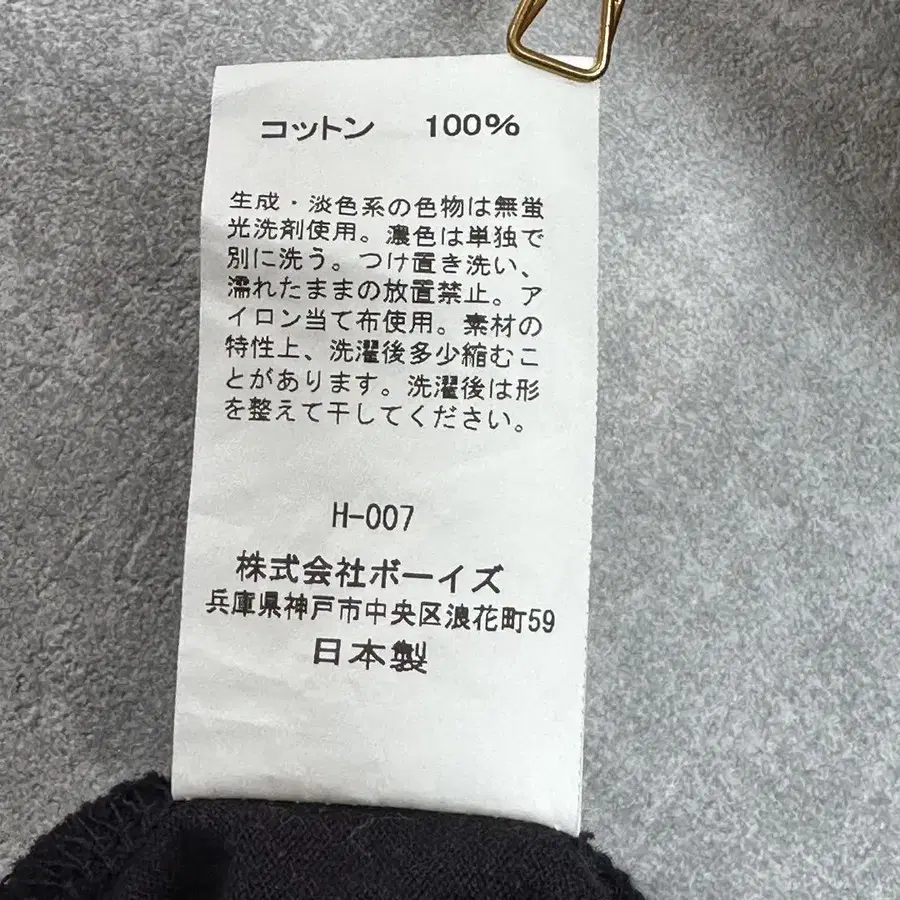 コットン 100%
生成・淡色系の色物は無蛍
光洗剤使用。濃色は単独で
別に洗う。つけ置き洗い、
濡れたままの放置禁止。ア
イロン当て布使用。素材の
特性上、洗濯後多少縮むこ
とがあります。洗濯後は形
を整えて干してください。
H-007
株式会社ボーイズ
兵庫県神戸市中央区浪花町59
日本製